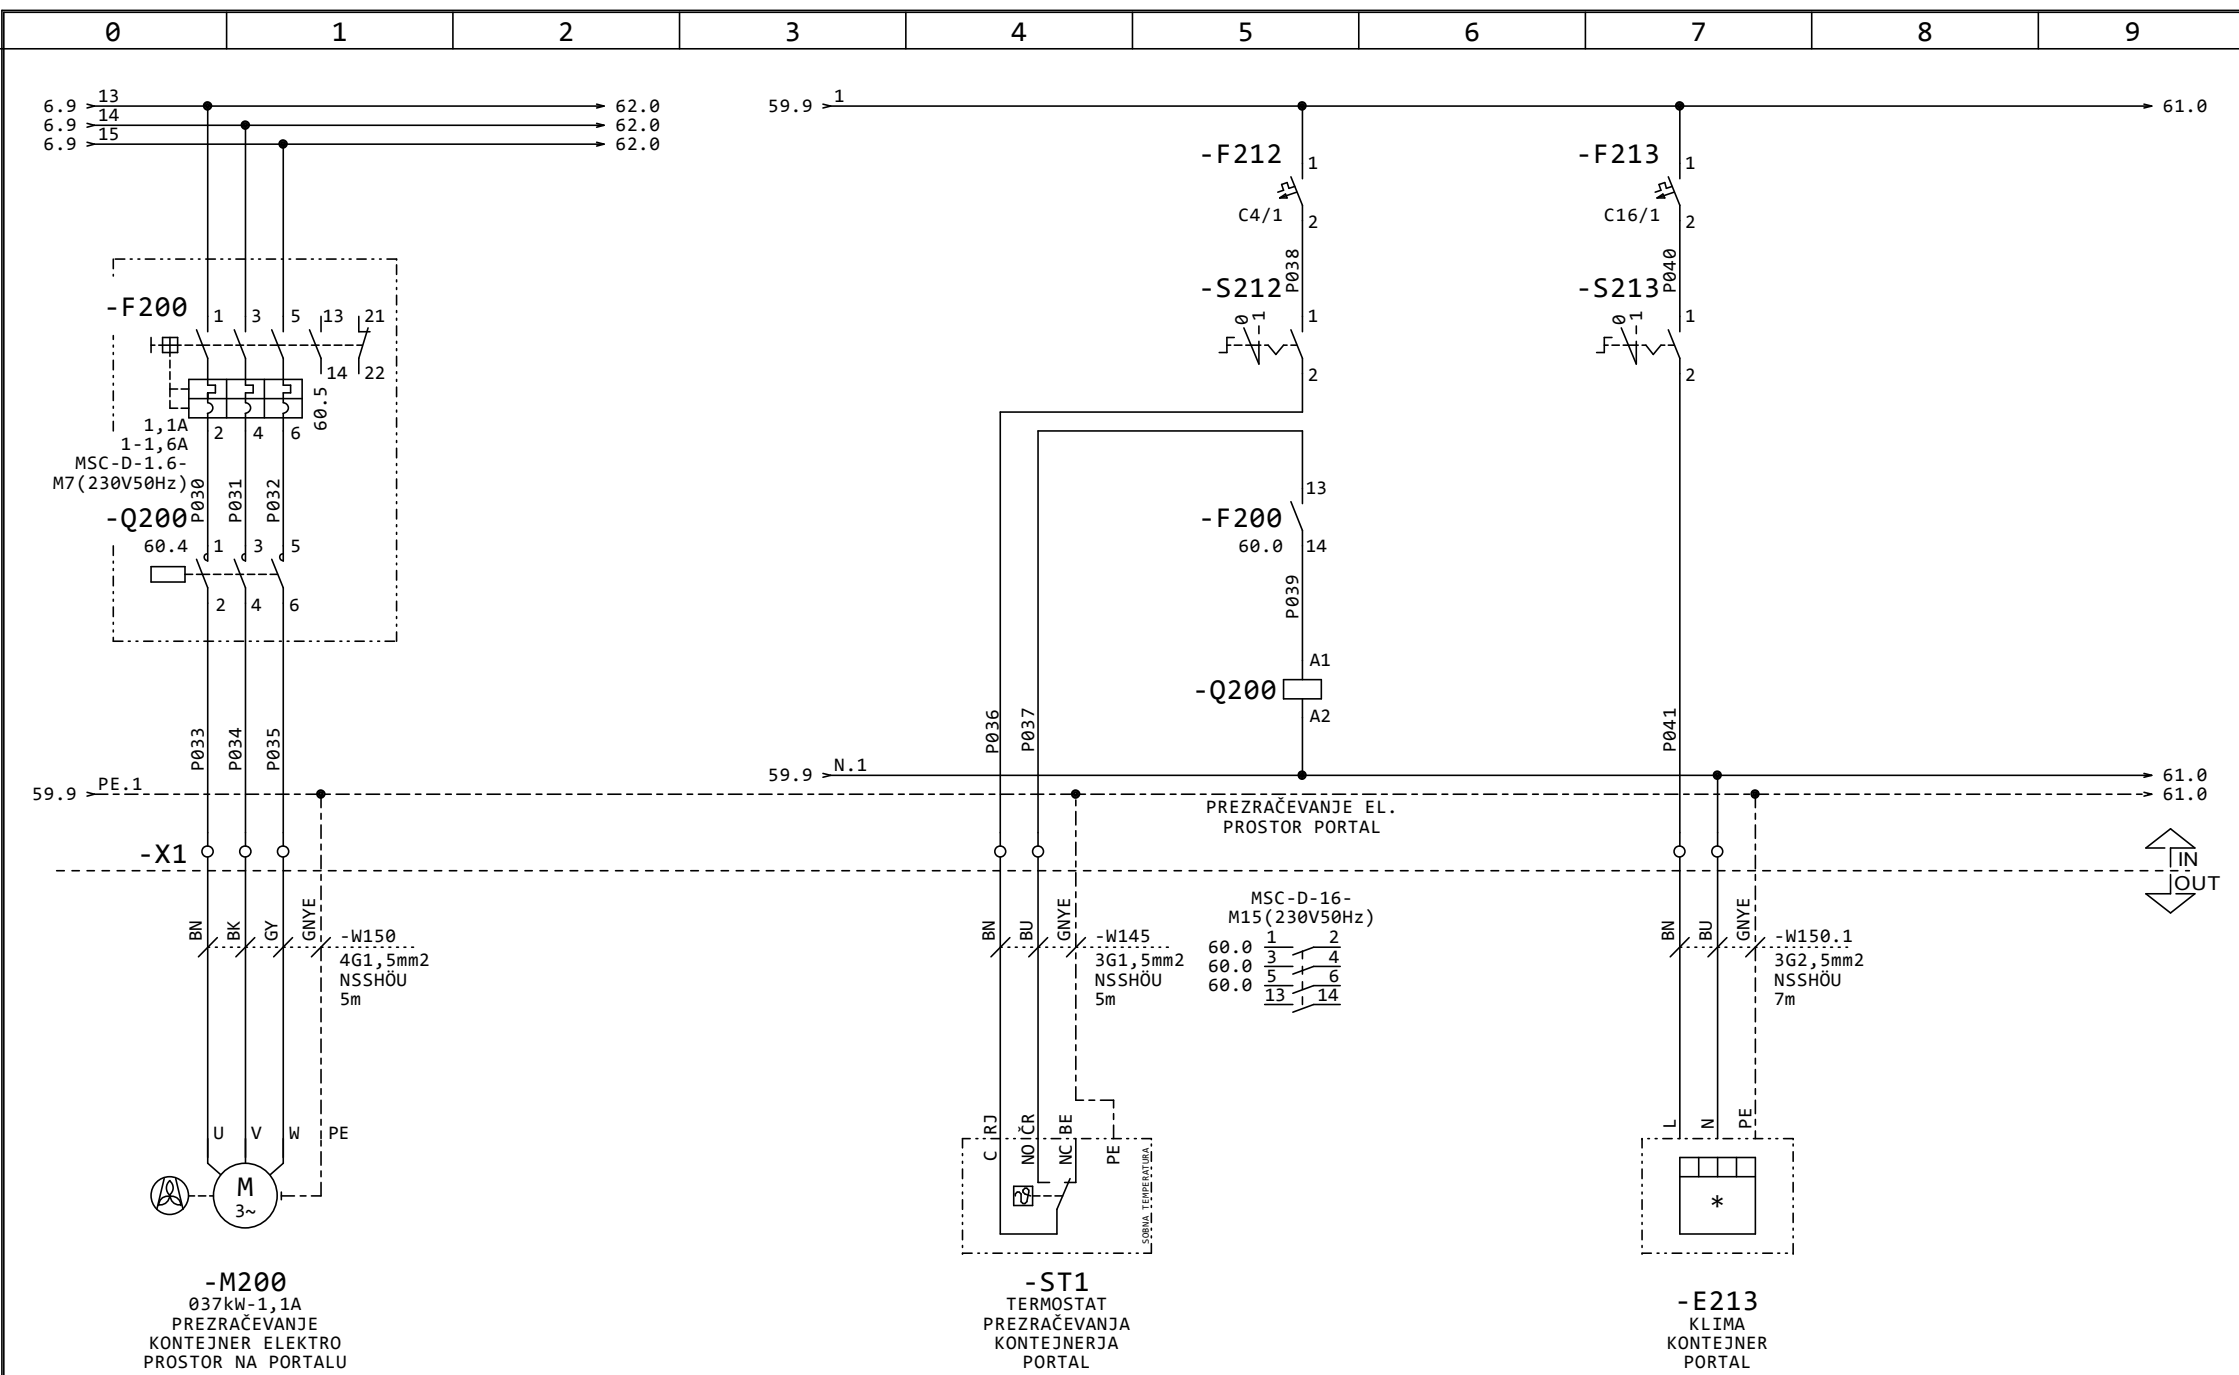 0 1 2 3 4 5 6 7 8 9
6.9 13 62.0
6.9 14 62.0
6.9 15 62.0
59.9 1 61.0
-F200
1 3 5 13 21
14 22
60.5
1,1A
2 4 6
1-1,6A
MSC-D-1.6-
M7(230V50Hz)
P030 P031 P032
-Q200
60.4 1 3 5
2 4 6
P033 P034 P035
-F212 1
C4/1 2
P038
-S212
0 1
1
2
-F200 13
60.0 14
P039
-Q200 A1
A2
P036 P037
-F213 1
C16/1 2
P040
-S213
0 1
1
2
P041
59.9 N.1 61.0
59.9 PE.1 61.0
PREZRAČEVANJE EL.
PROSTOR PORTAL
-X1
IN
OUT
BN BK GY GNYE
-W150
4G1,5mm2
NSSHÖU
5m
BN BU GNYE
-W145
3G1,5mm2
NSSHÖU
5m
MSC-D-16-
M15(230V50Hz)
60.0 1 2
60.0 3 4
60.0 5 6
13 14
BN BU GNYE
-W150.1
3G2,5mm2
NSSHÖU
7m
U V W PE
M
3~
-M200
037kW-1,1A
PREZRAČEVANJE
KONTEJNER ELEKTRO
PROSTOR NA PORTALU
RJ ČR BE
C NO NC PE
SOBNA TEMPERATURA
-ST1
TERMOSTAT
PREZRAČEVANJA
KONTEJNERJA
PORTAL
L N PE
*
-E213
KLIMA
KONTEJNER
PORTAL